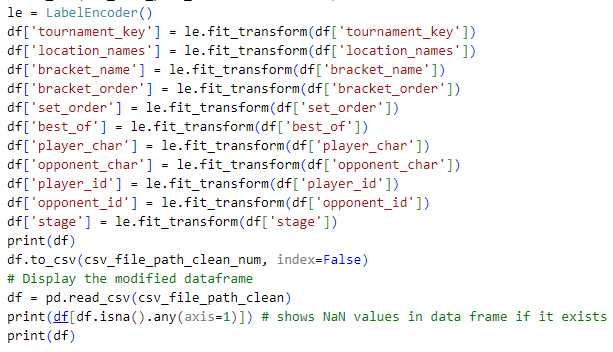 le = LabelEncoder()
df['tournament_key'] = le.fit_transform(df['tournament_key'])
df['location_names'] = le.fit_transform(df['location_names'])
df['bracket_name'] = le.fit_transform(df['bracket_name'])
df['bracket_order'] = le.fit_transform(df['bracket_order'])
df['set_order'] = le.fit_transform(df['set_order'])
df['best_of'] = le.fit_transform(df['best_of'])
df['player_char'] = le.fit_transform(df['player_char'])
df['opponent_char'] = le.fit_transform(df['opponent_char'])
df['player_id'] = le.fit_transform(df['player_id'])
df['opponent_id'] = le.fit_transform(df['opponent_id'])
df['stage'] = le.fit_transform(df['stage'])
print(df)
df.to_csv(csv_file_path_clean_num, index=False)
# Display the modified dataframe
df = pd.read_csv(csv_file_path_clean)
print(df[df.isna().any(axis=1)]) # shows NaN values in data frame if it exists
print(df)